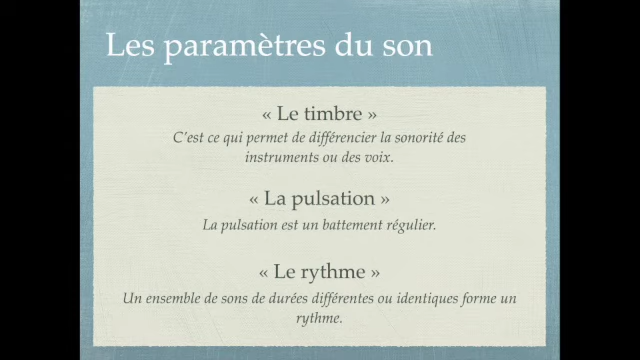 Les paramètres du son
« Le timbre »
C'est ce qui permet de différencier la sonorité des
instruments ou des voix.
« La pulsation »
La pulsation est un battement régulier.
« Le rythme »
Un ensemble de sons de durées différentes ou identiques forme un
rythme.